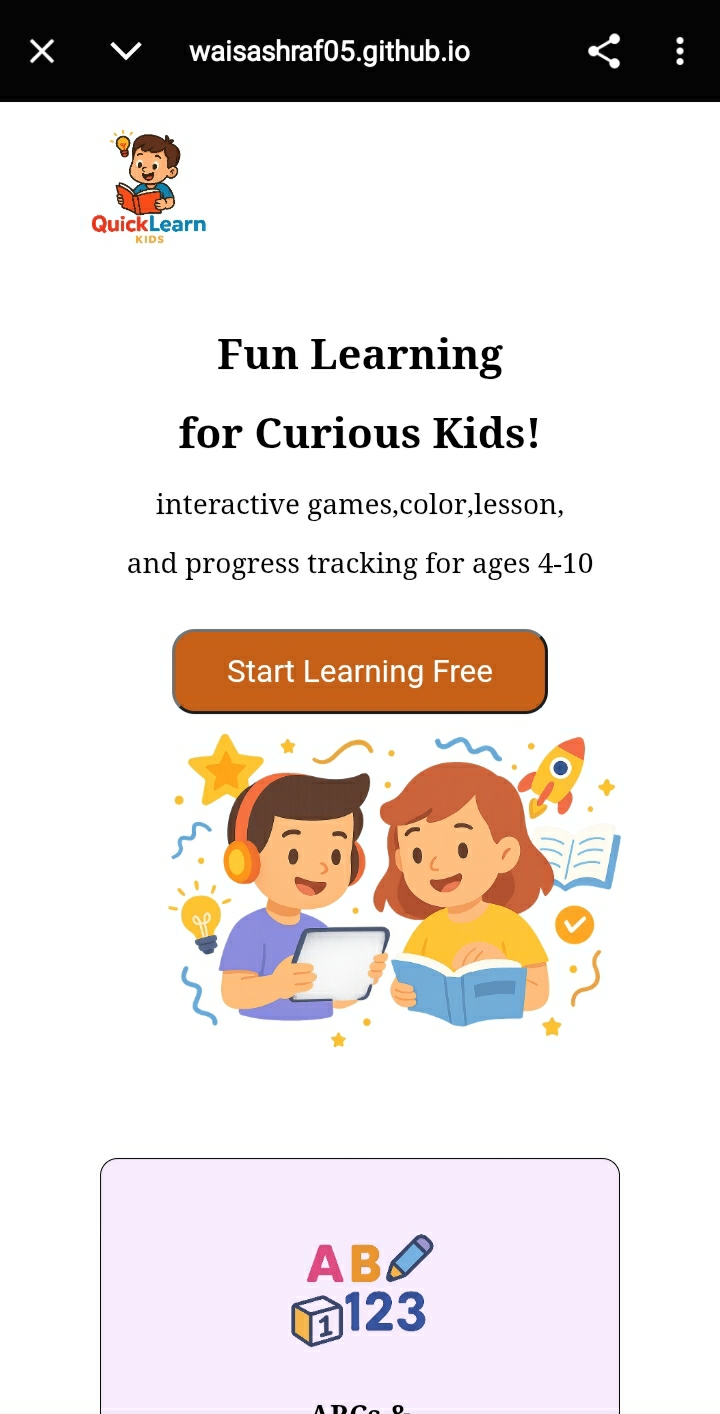 waisashraf05.github.io
QuickLearn
KIDS
Fun Learning
for Curious Kids!
interactive games,color,lesson,
and progress tracking for ages 4-10
Start Learning Free
AB
1 123
ABCs &